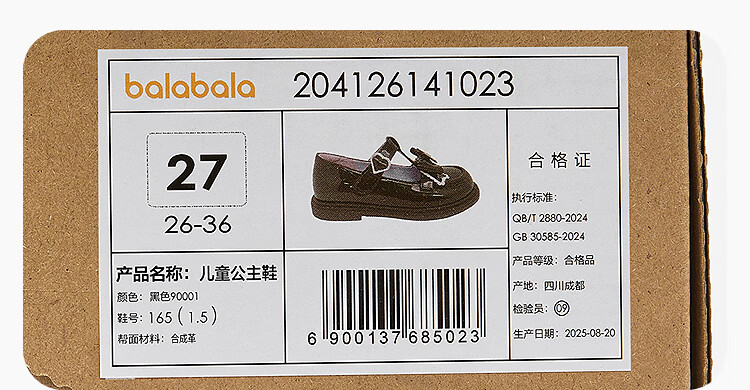 balabala 204126141023
27
26-36
合格证
执行标准：
QB/T 2880-2024
GB 30585-2024
产品等级：合格品
产地：四川成都
检验员：09
生产日期：2025-08-20
产品名称：儿童公主鞋
颜色：黑色90001
鞋号：165（1.5）
帮面材料：合成革
6 900137 685023